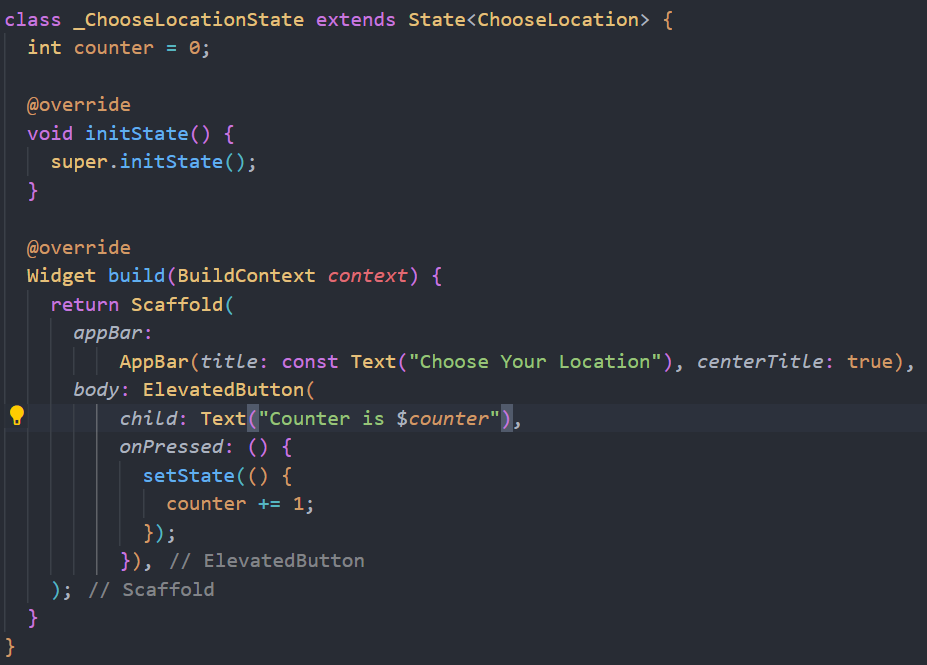 class _ChooseLocationState extends State<ChooseLocation> {
  int counter = 0;

  @override
  void initState() {
    super.initState();
  }

  @override
  Widget build(BuildContext context) {
    return Scaffold(
      appBar:
          AppBar(title: const Text("Choose Your Location"), centerTitle: true),
      body: ElevatedButton(
          child: Text("Counter is $counter"),
          onPressed: () {
            setState(() {
              counter += 1;
            });
          }), // ElevatedButton
    ); // Scaffold
  }
}